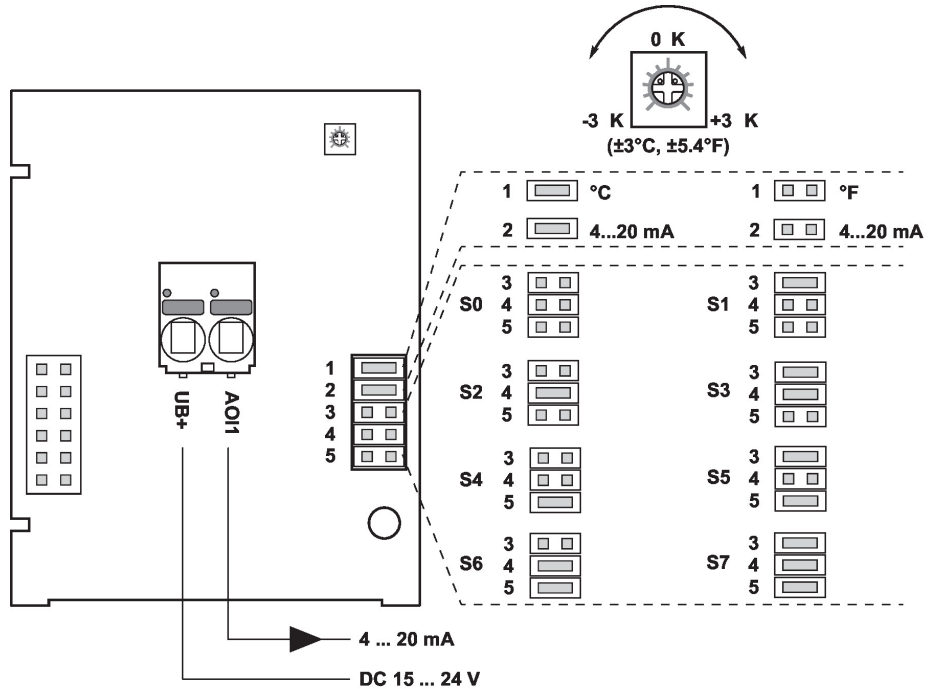 0 K
-3 K +3 K
(±3°C, ±5.4°F)
1 °C 1 °F
2 4...20 mA 2 4...20 mA
S0 3 4 5 S1 3 4 5
S2 3 4 5 S3 3 4 5
S4 3 4 5 S5 3 4 5
S6 3 4 5 S7 3 4 5
1
2
3
4
5
UB+ AOI1
4 ... 20 mA
DC 15 ... 24 V